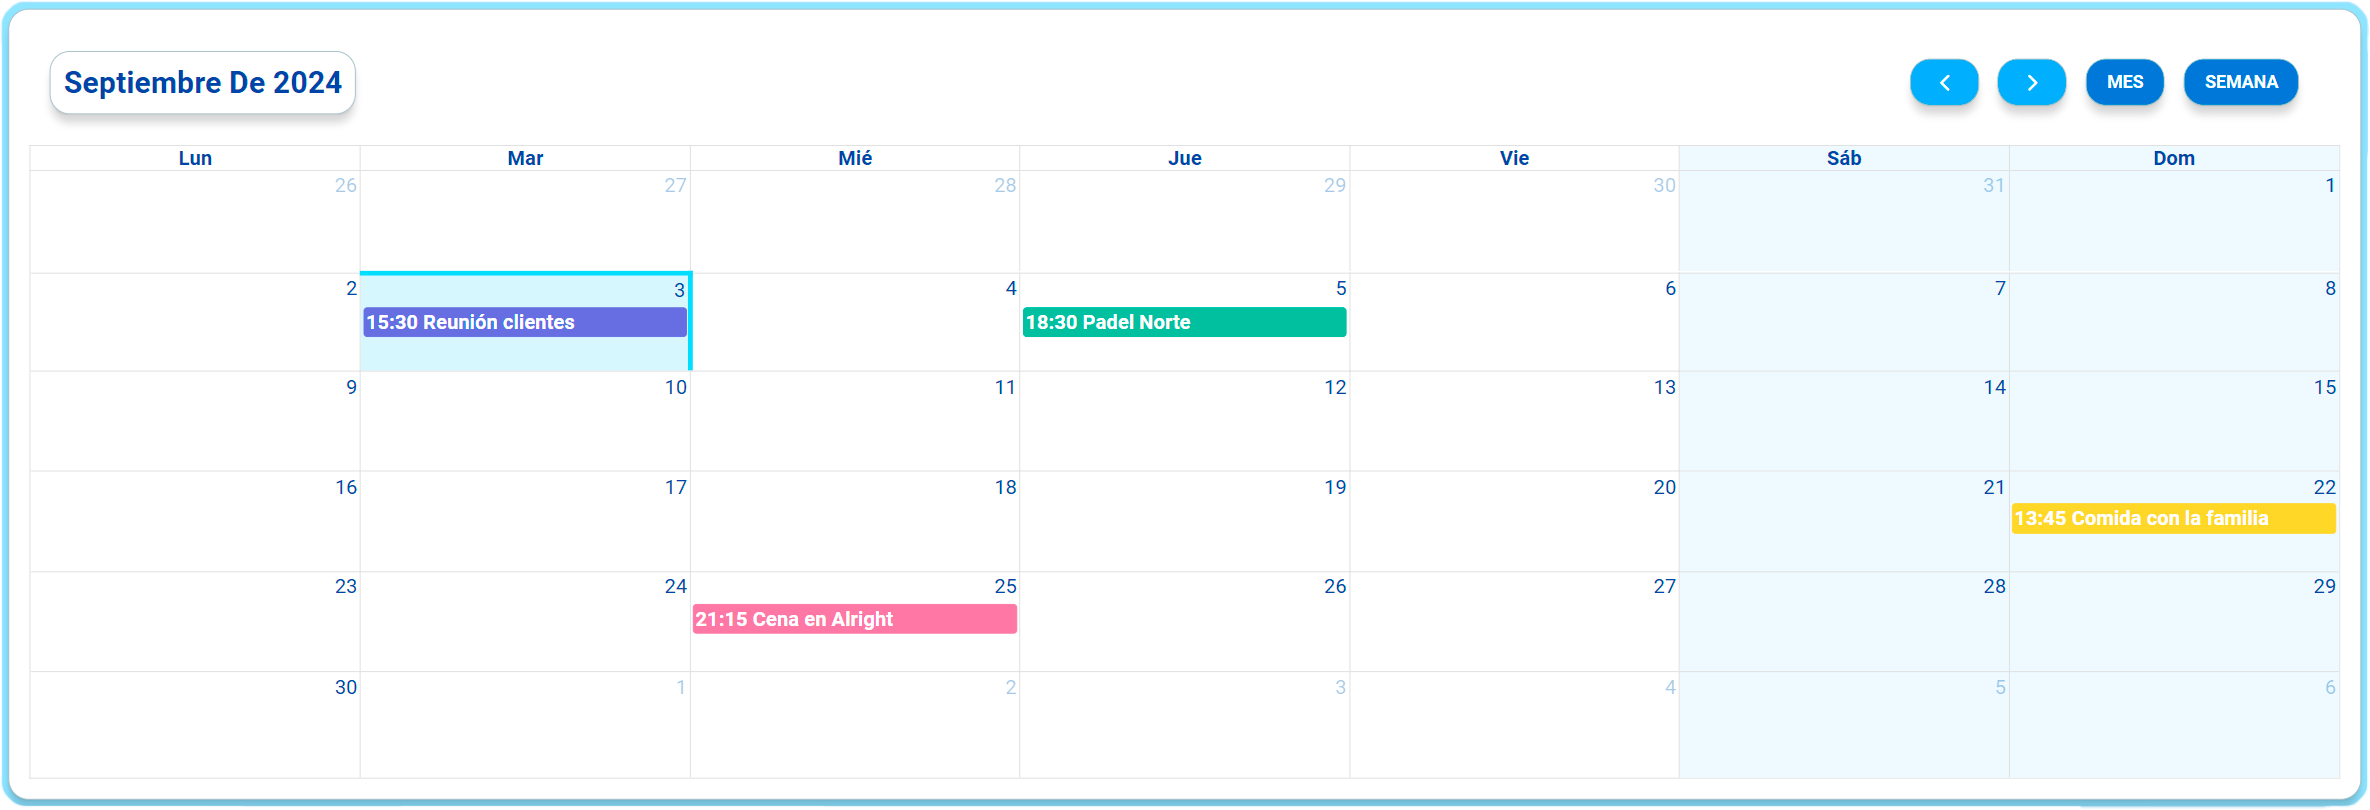 Septiembre De 2024
MES SEMANA
Lun Mar Mié Jue Vie Sáb Dom
26 27 28 29 30 31 1
2 3 4 5 6 7 8
15:30 Reunión clientes 18:30 Padel Norte
9 10 11 12 13 14 15
16 17 18 19 20 21 22
13:45 Comida con la familia
23 24 25 26 27 28 29
21:15 Cena en Alright
30 1 2 3 4 5 6